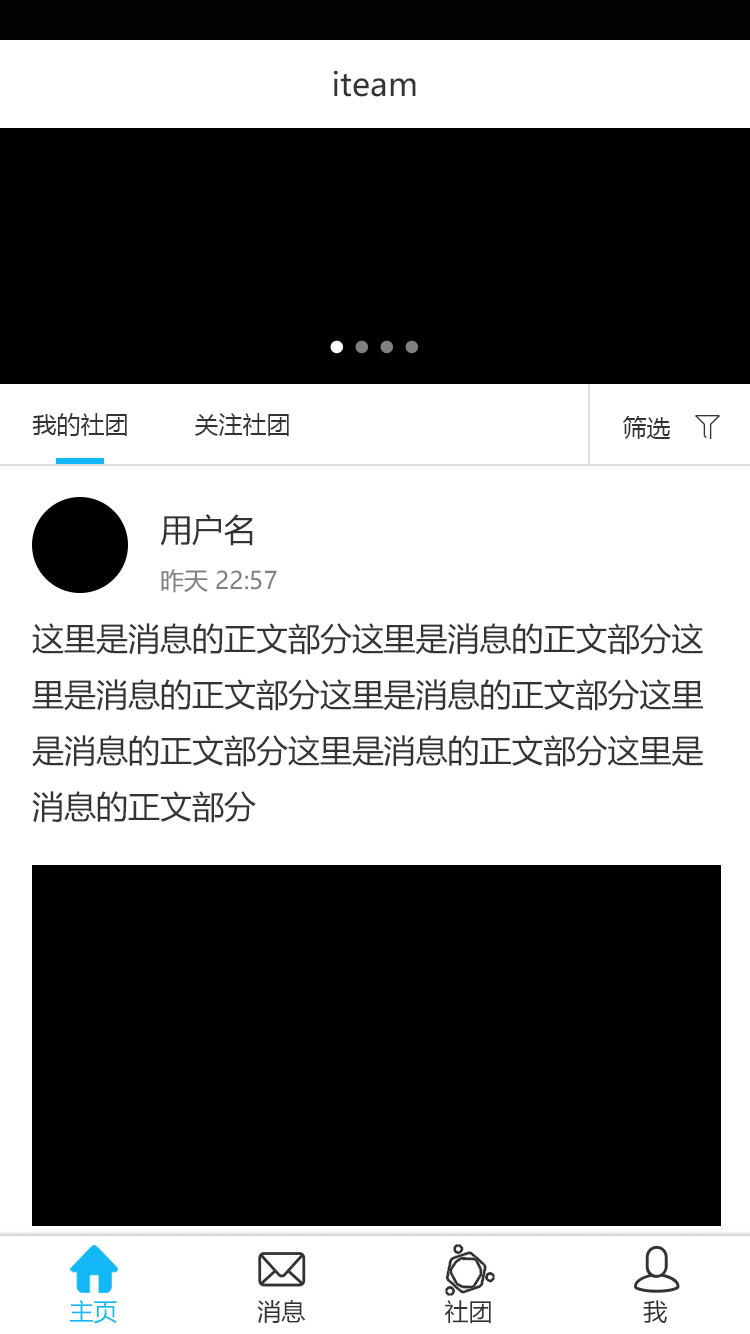 iteam
我的社团 关注社团 筛选
用户名
昨天 22:57
这里是消息的正文部分这里是消息的正文部分这
里是消息的正文部分这里是消息的正文部分这里
是消息的正文部分这里是消息的正文部分这里是
消息的正文部分
主页 消息 社团 我